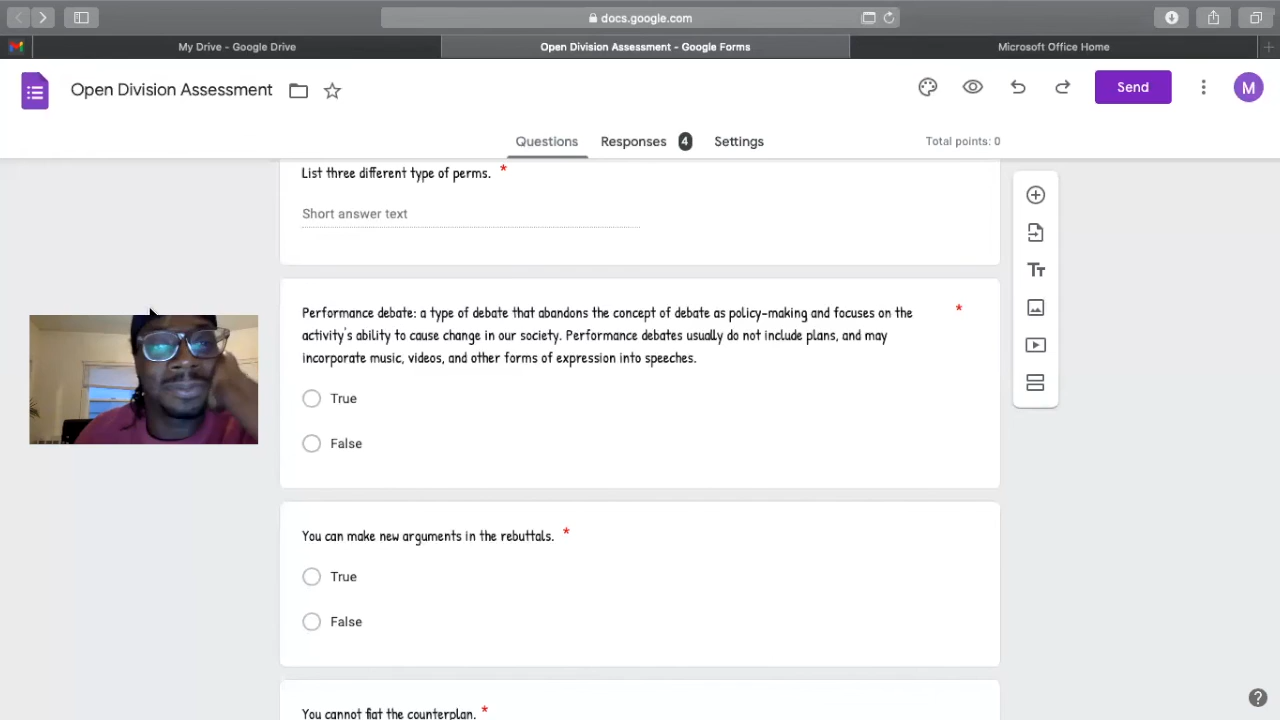 docs.google.com
My Drive - Google Drive
Open Division Assessment - Google Forms
Microsoft Office Home
Open Division Assessment
Send
M
Questions
Responses 4
Settings
Total points: 0
List three different type of perms. *
Short answer text
Performance debate: a type of debate that abandons the concept of debate as policy-making and focuses on the *
activity's ability to cause change in our society. Performance debates usually do not include plans, and may
incorporate music, videos, and other forms of expression into speeches.
True
False
You can make new arguments in the rebuttals. *
True
False
You cannot fiat the counterplan. *